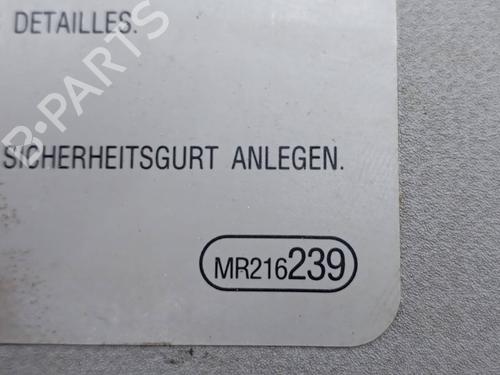 DETAILLES.
B-PARTS
SICHERHEITSGURT ANLEGEN.
MR216239